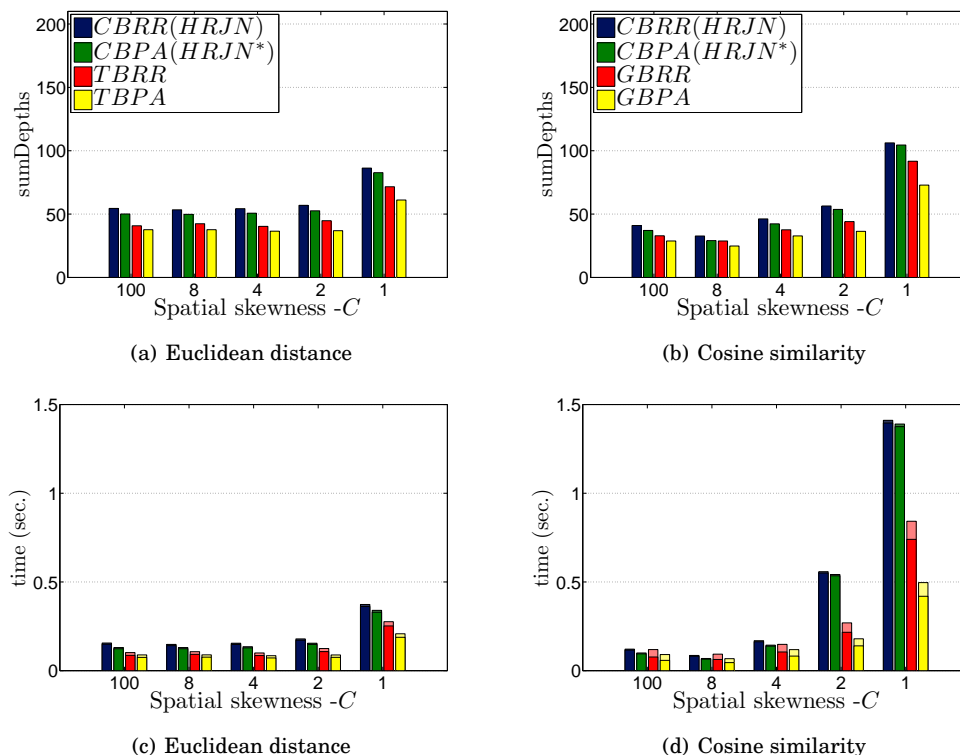 200
150
100
50
0
sumDepths
CBRR(HRJN)
CBPA(HRJN*)
TBRR
TBPA
100 8 4 2 1
Spatial skewness -C
(a) Euclidean distance
200
150
100
50
0
sumDepths
CBRR(HRJN)
CBPA(HRJN*)
GBRR
GBPA
100 8 4 2 1
Spatial skewness -C
(b) Cosine similarity
1.5
1
0.5
0
time (sec.)
100 8 4 2 1
Spatial skewness -C
(c) Euclidean distance
1.5
1
0.5
0
time (sec.)
100 8 4 2 1
Spatial skewness -C
(d) Cosine similarity